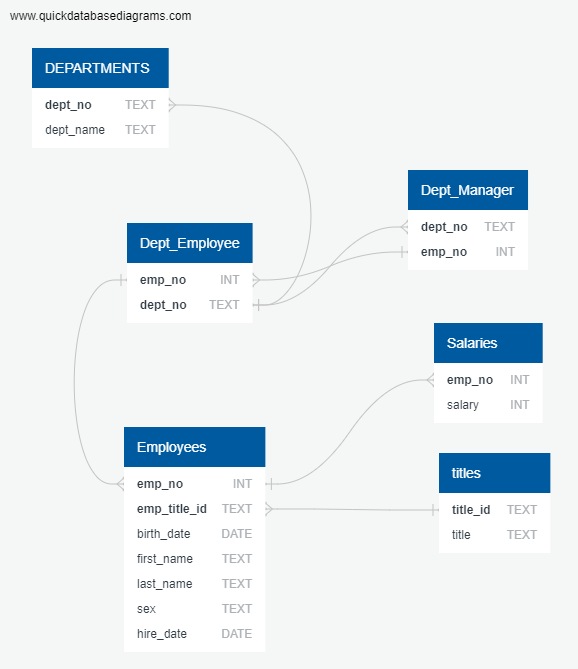 www.quickdatabasediagrams.com
DEPARTMENTS
dept_no TEXT
dept_name TEXT
Dept_Manager
dept_no TEXT
emp_no INT
Dept_Employee
emp_no INT
dept_no TEXT
Salaries
emp_no INT
salary INT
Employees
emp_no INT
emp_title_id TEXT
birth_date DATE
first_name TEXT
last_name TEXT
sex TEXT
hire_date DATE
titles
title_id TEXT
title TEXT